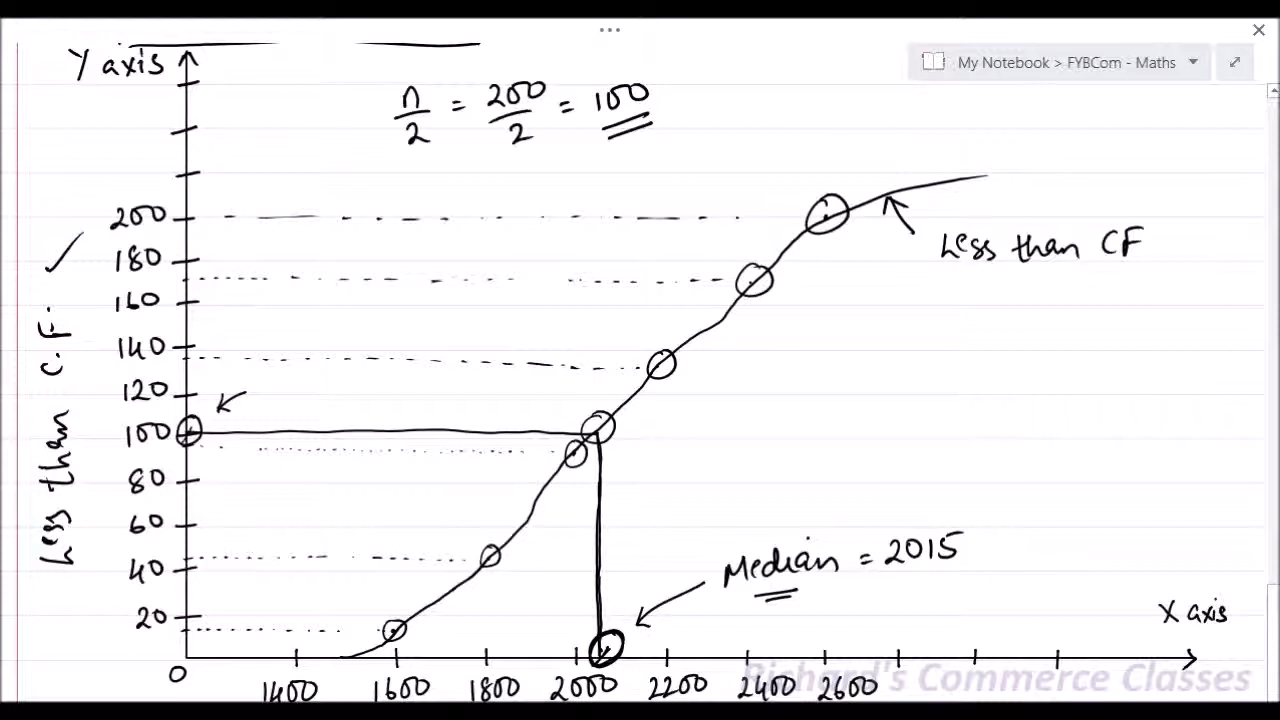 My Notebook > FYBCom - Maths
Y axis
n/2 = 200/2 = 100
200
180
160
140
120
100
80
60
40
20
0
Less than C.F.
Less than CF
Median = 2015
X axis
1400 1600 1800 2000 2200 2400 2600
Richard's Commerce Classes